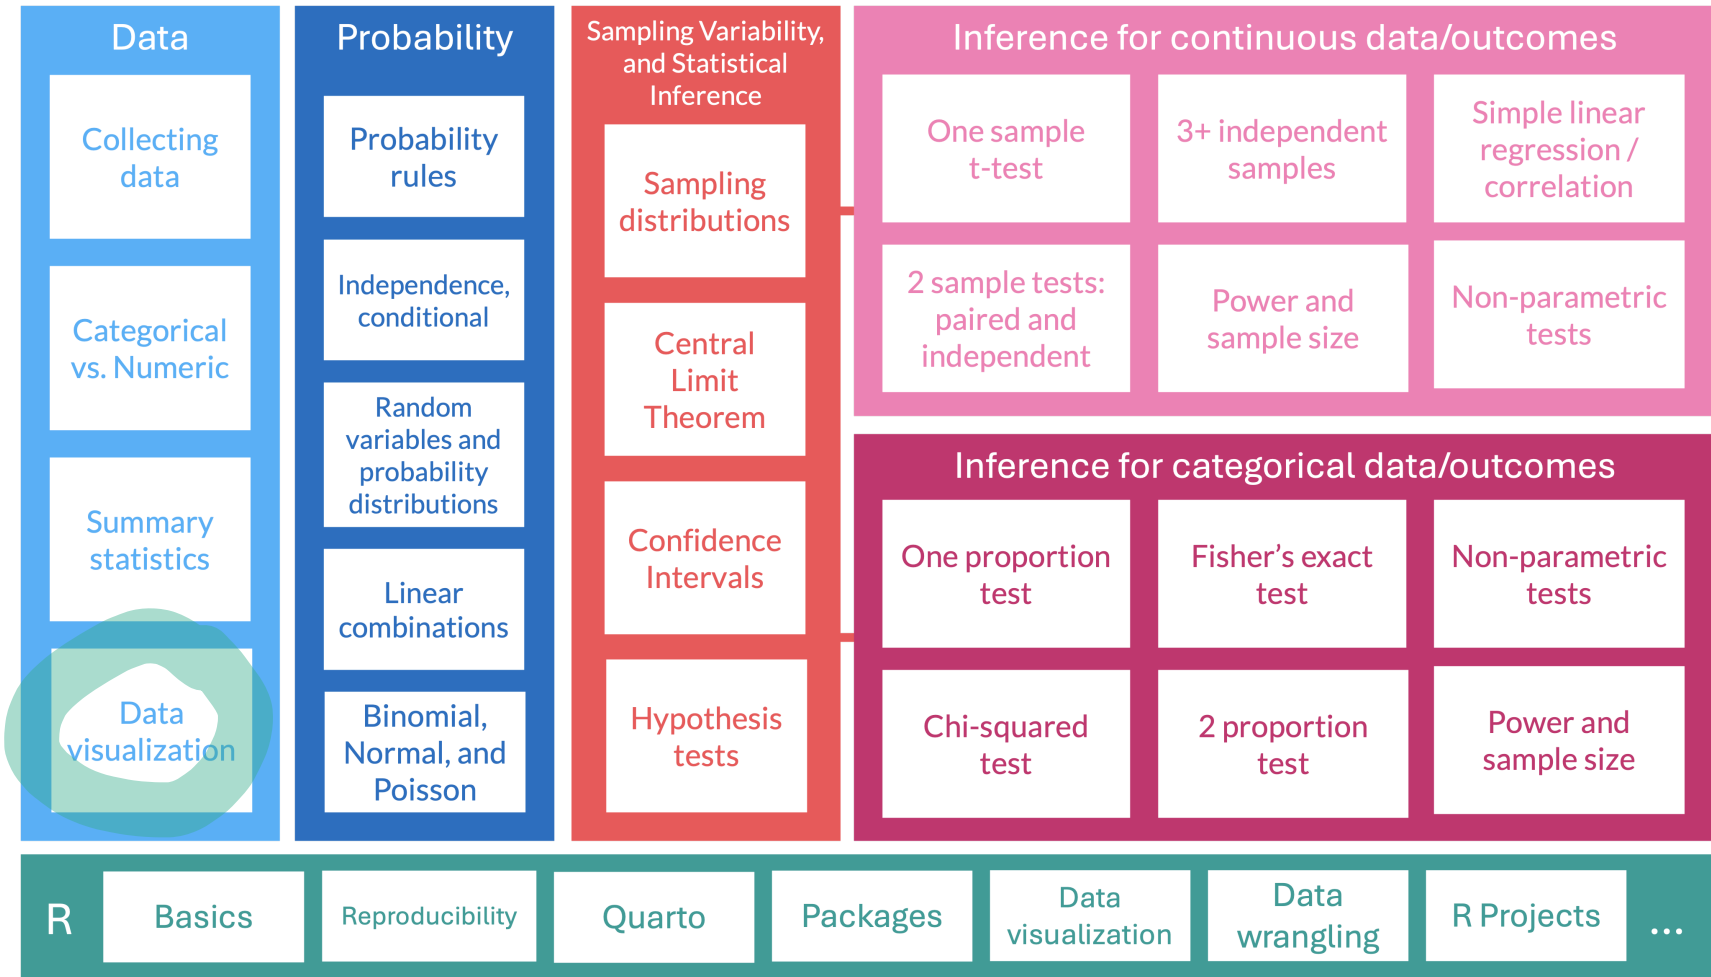 Data
Collecting
data
Categorical
vs. Numeric
Summary
statistics
Data
visualization
Probability
Probability
rules
Independence,
conditional
Random
variables and
probability
distributions
Linear
combinations
Binomial,
Normal, and
Poisson
Sampling Variability,
and Statistical
Inference
Sampling
distributions
Central
Limit
Theorem
Confidence
Intervals
Hypothesis
tests
Inference for continuous data/outcomes
One sample
t-test
3+ independent
samples
Simple linear
regression /
correlation
2 sample tests:
paired and
independent
Power and
sample size
Non-parametric
tests
Inference for categorical data/outcomes
One proportion
test
Fisher’s exact
test
Non-parametric
tests
Chi-squared
test
2 proportion
test
Power and
sample size
R
Basics
Reproducibility
Quarto
Packages
Data
visualization
Data
wrangling
R Projects
...